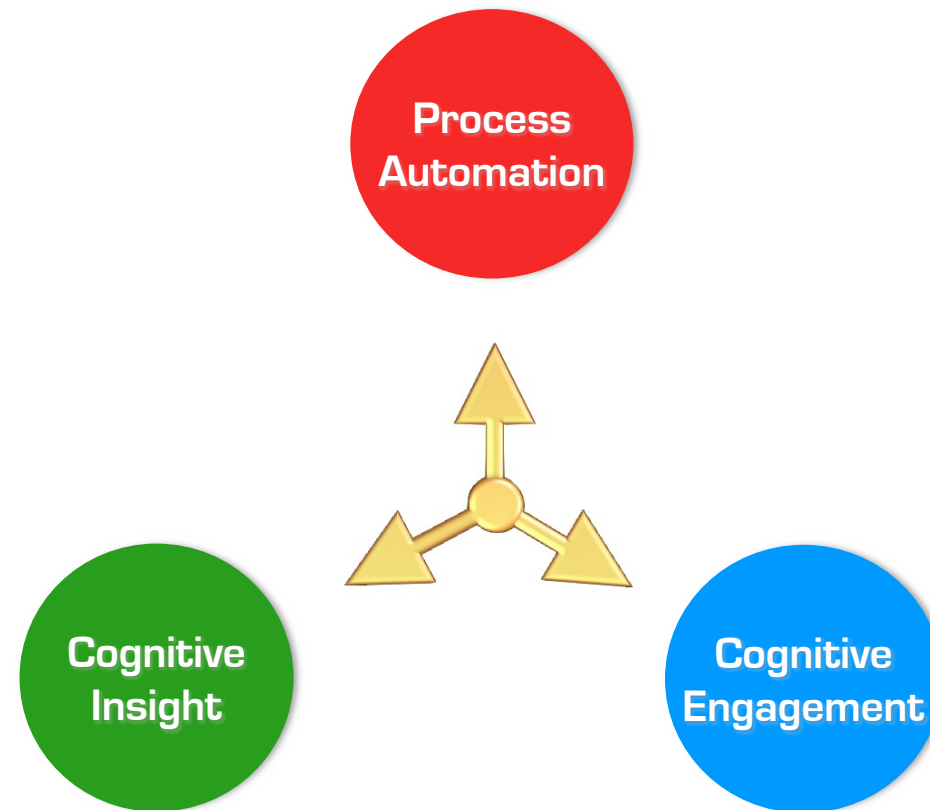 Process
Automation
Cognitive
Insight
Cognitive
Engagement